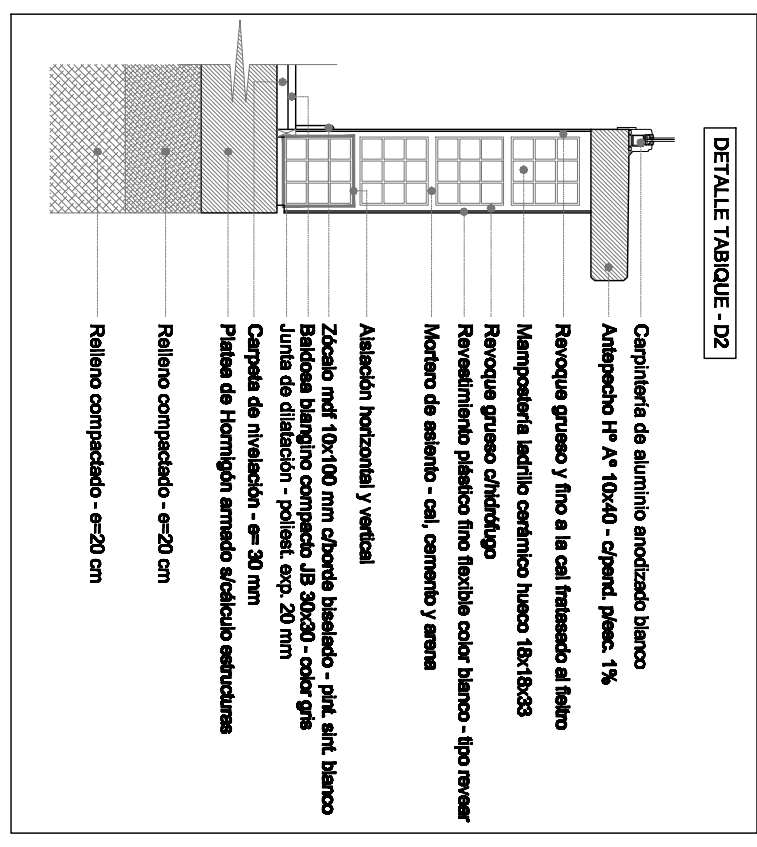 DETALLE TABIQUE - D2
Carpintería de aluminio anodizado blanco
Antepecho Hº Aº 10x40 - c/pend. p/esc. 1%
Revoque grueso y fino a la cal fratasado al fieltro
Mampostería ladrillo cerámico hueco 18x18x33
Revoque grueso c/hidrófugo
Revestimiento plástico fino flexible color blanco - tipo revear
Mortero de asiento - cal, cemento y arena
Aislación horizontal y vertical
Zócalo mdf 10x100 mm c/borde biselado - pint. sint. blanco
Baldosa blangino compacto JB 30x30 - color gris
Junta de dilatación - poliest. exp. 20 mm
Carpeta de nivelación - e= 30 mm
Platea de Hormigón armado s/cálculo estructuras
Relleno compactado - e=20 cm
Relleno compactado - e=20 cm